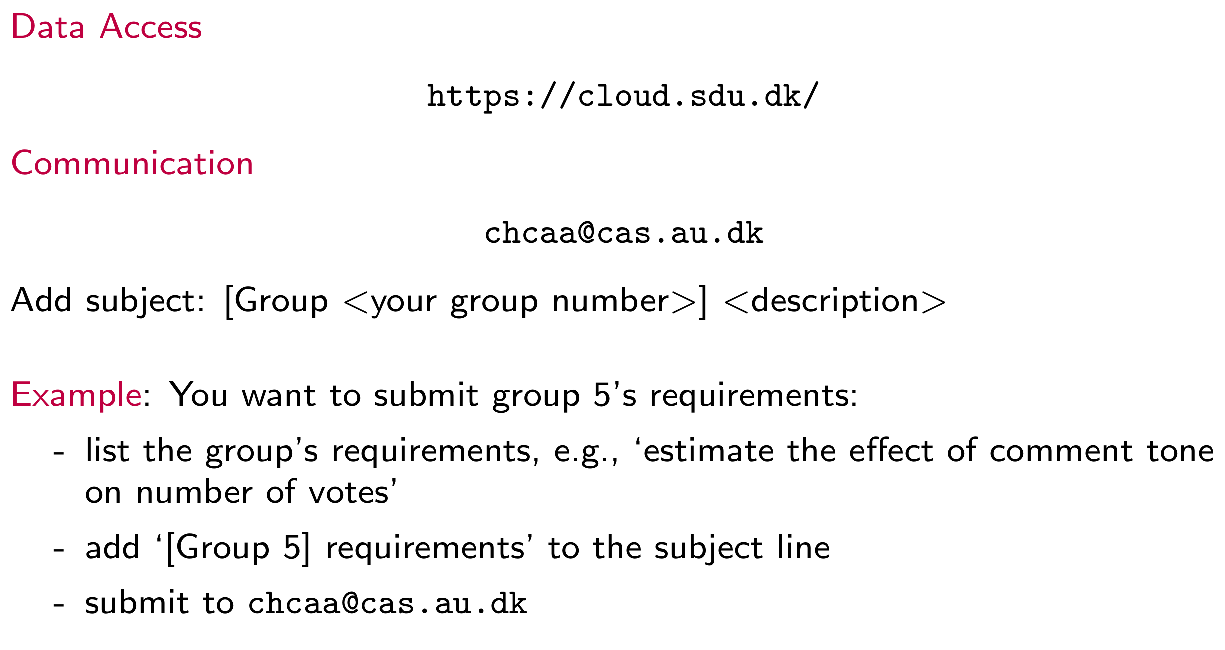 Data Access
https://cloud.sdu.dk/
Communication
chcaa@cas.au.dk
Add subject: [Group <your group number>] <description>
Example: You want to submit group 5’s requirements:
- list the group’s requirements, e.g., ‘estimate the effect of comment tone
on number of votes’
- add ‘[Group 5] requirements’ to the subject line
- submit to chcaa@cas.au.dk